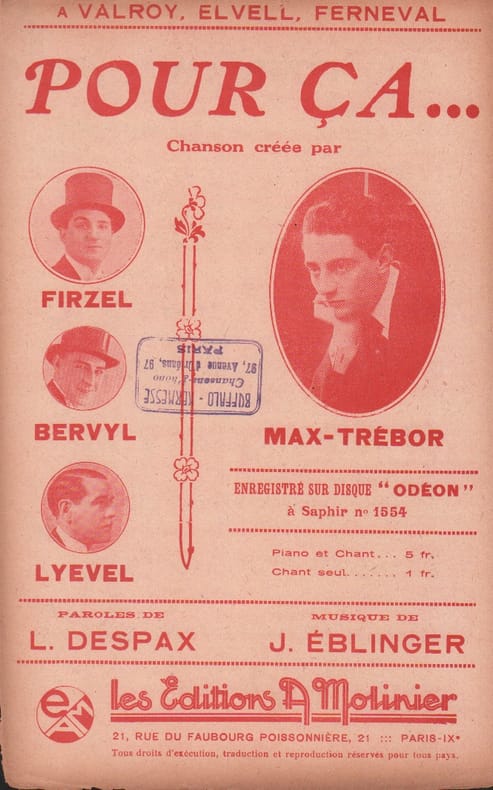 A VALROY, ELVELL, FERNEVAL
POUR ÇA...
Chanson créée par
FIRZEL
BERVYL
LYEVEL
MAX-TRÉBOR
BUFFALO - KERMESSE
Chansons-Phono
97, Avenue d'Orléans, 97
PARIS
ENREGISTRÉ SUR DISQUE "ODÉON"
à Saphir nº 1554
Piano et Chant... 5 fr.
Chant seul....... 1 fr.
PAROLES DE
L. DESPAX
MUSIQUE DE
J. ÉBLINGER
eAM
les Editions A Molinier
21, RUE DU FAUBOURG POISSONNIÈRE, 21 ::: PARIS-IXe
Tous droits d'exécution, traduction et reproduction réservés pour tous pays.